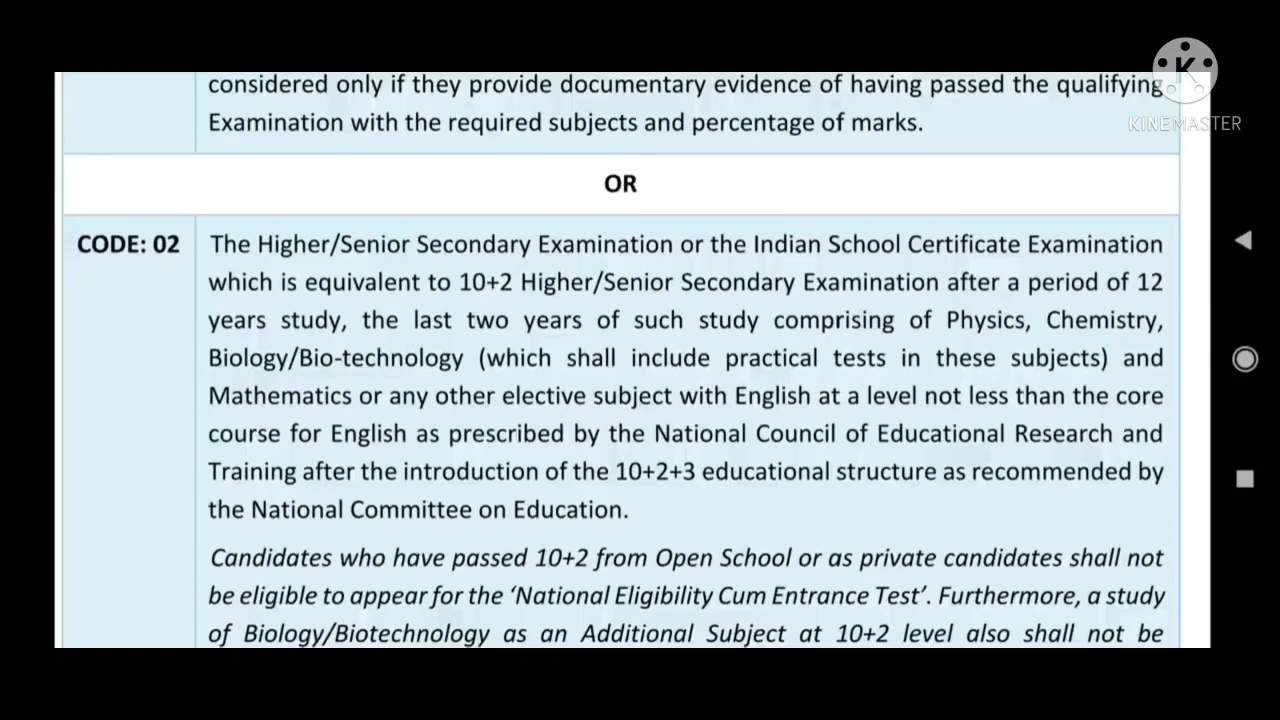 considered only if they provide documentary evidence of having passed the qualifying
Examination with the required subjects and percentage of marks.
K
KINEMASTER
OR
CODE: 02
The Higher/Senior Secondary Examination or the Indian School Certificate Examination
which is equivalent to 10+2 Higher/Senior Secondary Examination after a period of 12
years study, the last two years of such study comprising of Physics, Chemistry,
Biology/Bio-technology (which shall include practical tests in these subjects) and
Mathematics or any other elective subject with English at a level not less than the core
course for English as prescribed by the National Council of Educational Research and
Training after the introduction of the 10+2+3 educational structure as recommended by
the National Committee on Education.
Candidates who have passed 10+2 from Open School or as private candidates shall not
be eligible to appear for the ‘National Eligibility Cum Entrance Test’. Furthermore, a study
of Biology/Biotechnology as an Additional Subject at 10+2 level also shall not be